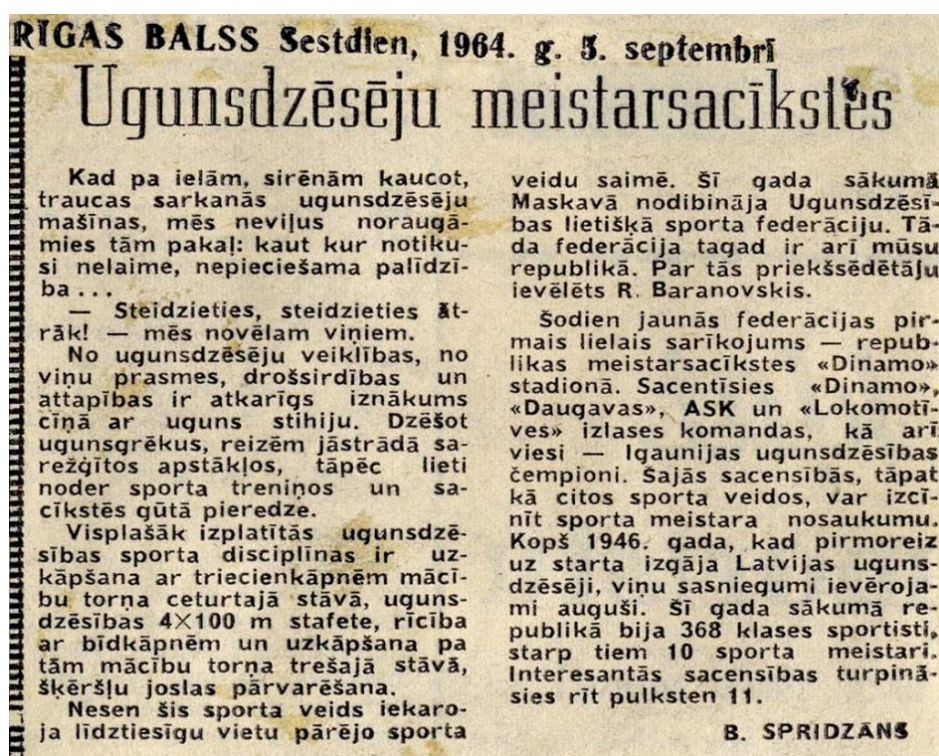 RĪGAS BALSS Sestdien, 1964. g. 5. septembrī
Ugunsdzēsēju meistarsacīkstes
Kad pa ielām, sirēnām kaucot,
traucas sarkanās ugunsdzēsēju
mašīnas, mēs neviļus noraugā-
mies tām pakaļ: kaut kur notiku-
si nelaime, nepieciešama palīdzī-
ba...
— Steidzieties, steidzieties āt-
rāk! — mēs novēlam viņiem.
No ugunsdzēsēju veiklības, no
viņu prasmes, drošsirdības un
attapības ir atkarīgs iznākums
cīņā ar uguns stihiju. Dzēšot
ugunsgrēkus, reizēm jāstrādā sa-
režģītos apstākļos, tāpēc lieti
noder sporta treniņos un sa-
cīkstēs gūtā pieredze.
Visplašāk izplatītās ugunsdzē-
sības sporta disciplīnas ir uz-
kāpšana ar triecienkāpnēm mācī-
bu torņa ceturtajā stāvā, uguns-
dzēsības 4×100 m stafete, rīcība
ar bīdkāpnēm un uzkāpšana pa
tām mācību torņa trešajā stāvā,
šķēršļu joslas pārvarēšana.
Nesen šis sporta veids iekaro-
ja līdztiesīgu vietu pārējo sporta
veidu saimē. Šī gada sākumā
Maskavā nodibināja Ugunsdzēsī-
bas lietišķā sporta federāciju. Tā-
da federācija tagad ir arī mūsu
republikā. Par tās priekšsēdētāju
ievēlēts R. Baranovskis.
Šodien jaunās federācijas pir-
mais lielais sarīkojums — repub-
likas meistarsacīkstes «Dinamo»
stadionā. Sacentīsies «Dinamo»,
«Daugavas», ASK un «Lokomotī-
ves» izlases komandas, kā arī
viesi — Igaunijas ugunsdzēsības
čempioni. Šajās sacensībās, tāpat
kā citos sporta veidos, var izcī-
nīt sporta meistara nosaukumu.
Kopš 1946. gada, kad pirmoreiz
uz starta izgāja Latvijas uguns-
dzēsēji, viņu sasniegumi ievēroja-
mi auguši. Šī gada sākumā re-
publikā bija 368 klases sportisti,
starp tiem 10 sporta meistari.
Interesantās sacensības turpinā-
sies rīt pulksten 11.
B. SPRIDZĀNS